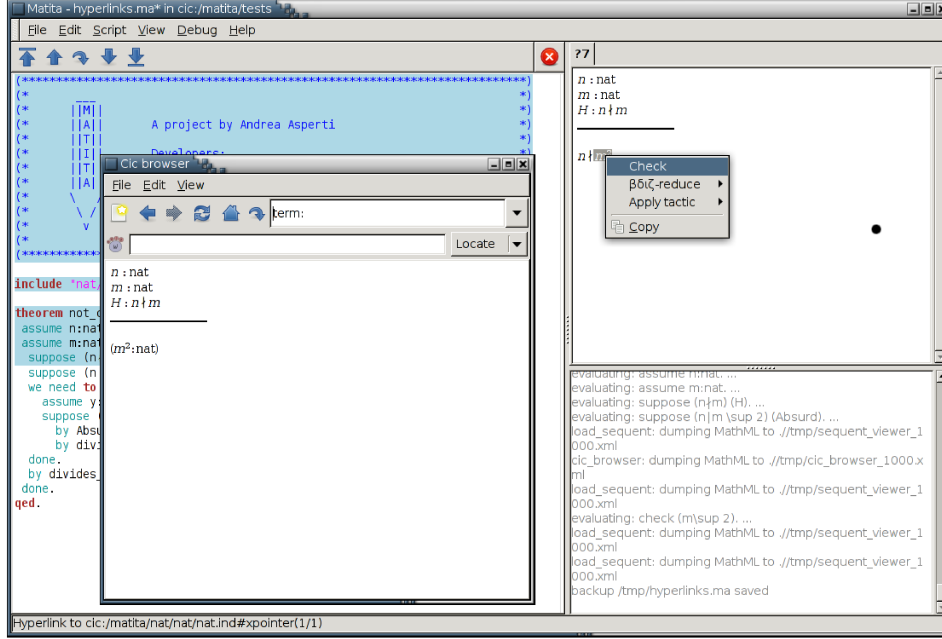 Matita - hyperlinks.ma* in cic:/matita/tests
File Edit Script View Debug Help
(**********************************************************************)
(* ___ *)
(* ||M|| *)
(* ||A|| A project by Andrea Asperti *)
(* ||T|| *)
(* ||I|| Developers:
(* ||T||
(* ||A|
(* \
(* \ /
(* v
(*
(***********
include "nat/
theorem not_
assume n:nat
assume m:nat
suppose (n
suppose (n
we need to
assume y:
suppose (
by Absu
by divi
done.
by divides_
done.
qed.
Cic browser
File Edit View
term:
Locate
n : nat
m : nat
H : n∤m
(m²:nat)
?7
n : nat
m : nat
H : n∤m
n∤m²
Check
βδιζ-reduce
Apply tactic
Copy
evaluating: assume n:nat. ...
evaluating: assume m:nat. ...
evaluating: suppose (n∤m) (H). ...
evaluating: suppose (n|m \sup 2) (Absurd). ...
load_sequent: dumping MathML to .//tmp/sequent_viewer_1
000.xml
cic_browser: dumping MathML to .//tmp/cic_browser_1000.x
ml
load_sequent: dumping MathML to .//tmp/sequent_viewer_1
000.xml
evaluating: check (m\sup 2). ...
load_sequent: dumping MathML to .//tmp/sequent_viewer_1
000.xml
load_sequent: dumping MathML to .//tmp/sequent_viewer_1
000.xml
backup /tmp/hyperlinks.ma saved
Hyperlink to cic:/matita/nat/nat/nat.ind#xpointer(1/1)